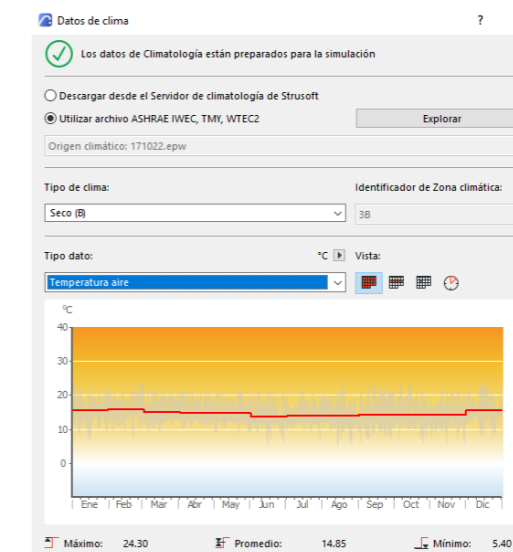 Datos de clima ?
Los datos de Climatología están preparados para la simulación
Descargar desde el Servidor de climatología de Strusoft
Utilizar archivo ASHRAE IWEC, TMY, WTEC2 Explorar
Origen climático: 171022.epw
Tipo de clima: Identificador de Zona climática:
Seco (B) 3B
Tipo dato: °C Vista:
Temperatura aire
°C
40
30
20
10
0
Ene Feb Mar Abr May Jun Jul Ago Sep Oct Nov Dic
Máximo: 24.30 Promedio: 14.85 Mínimo: 5.40